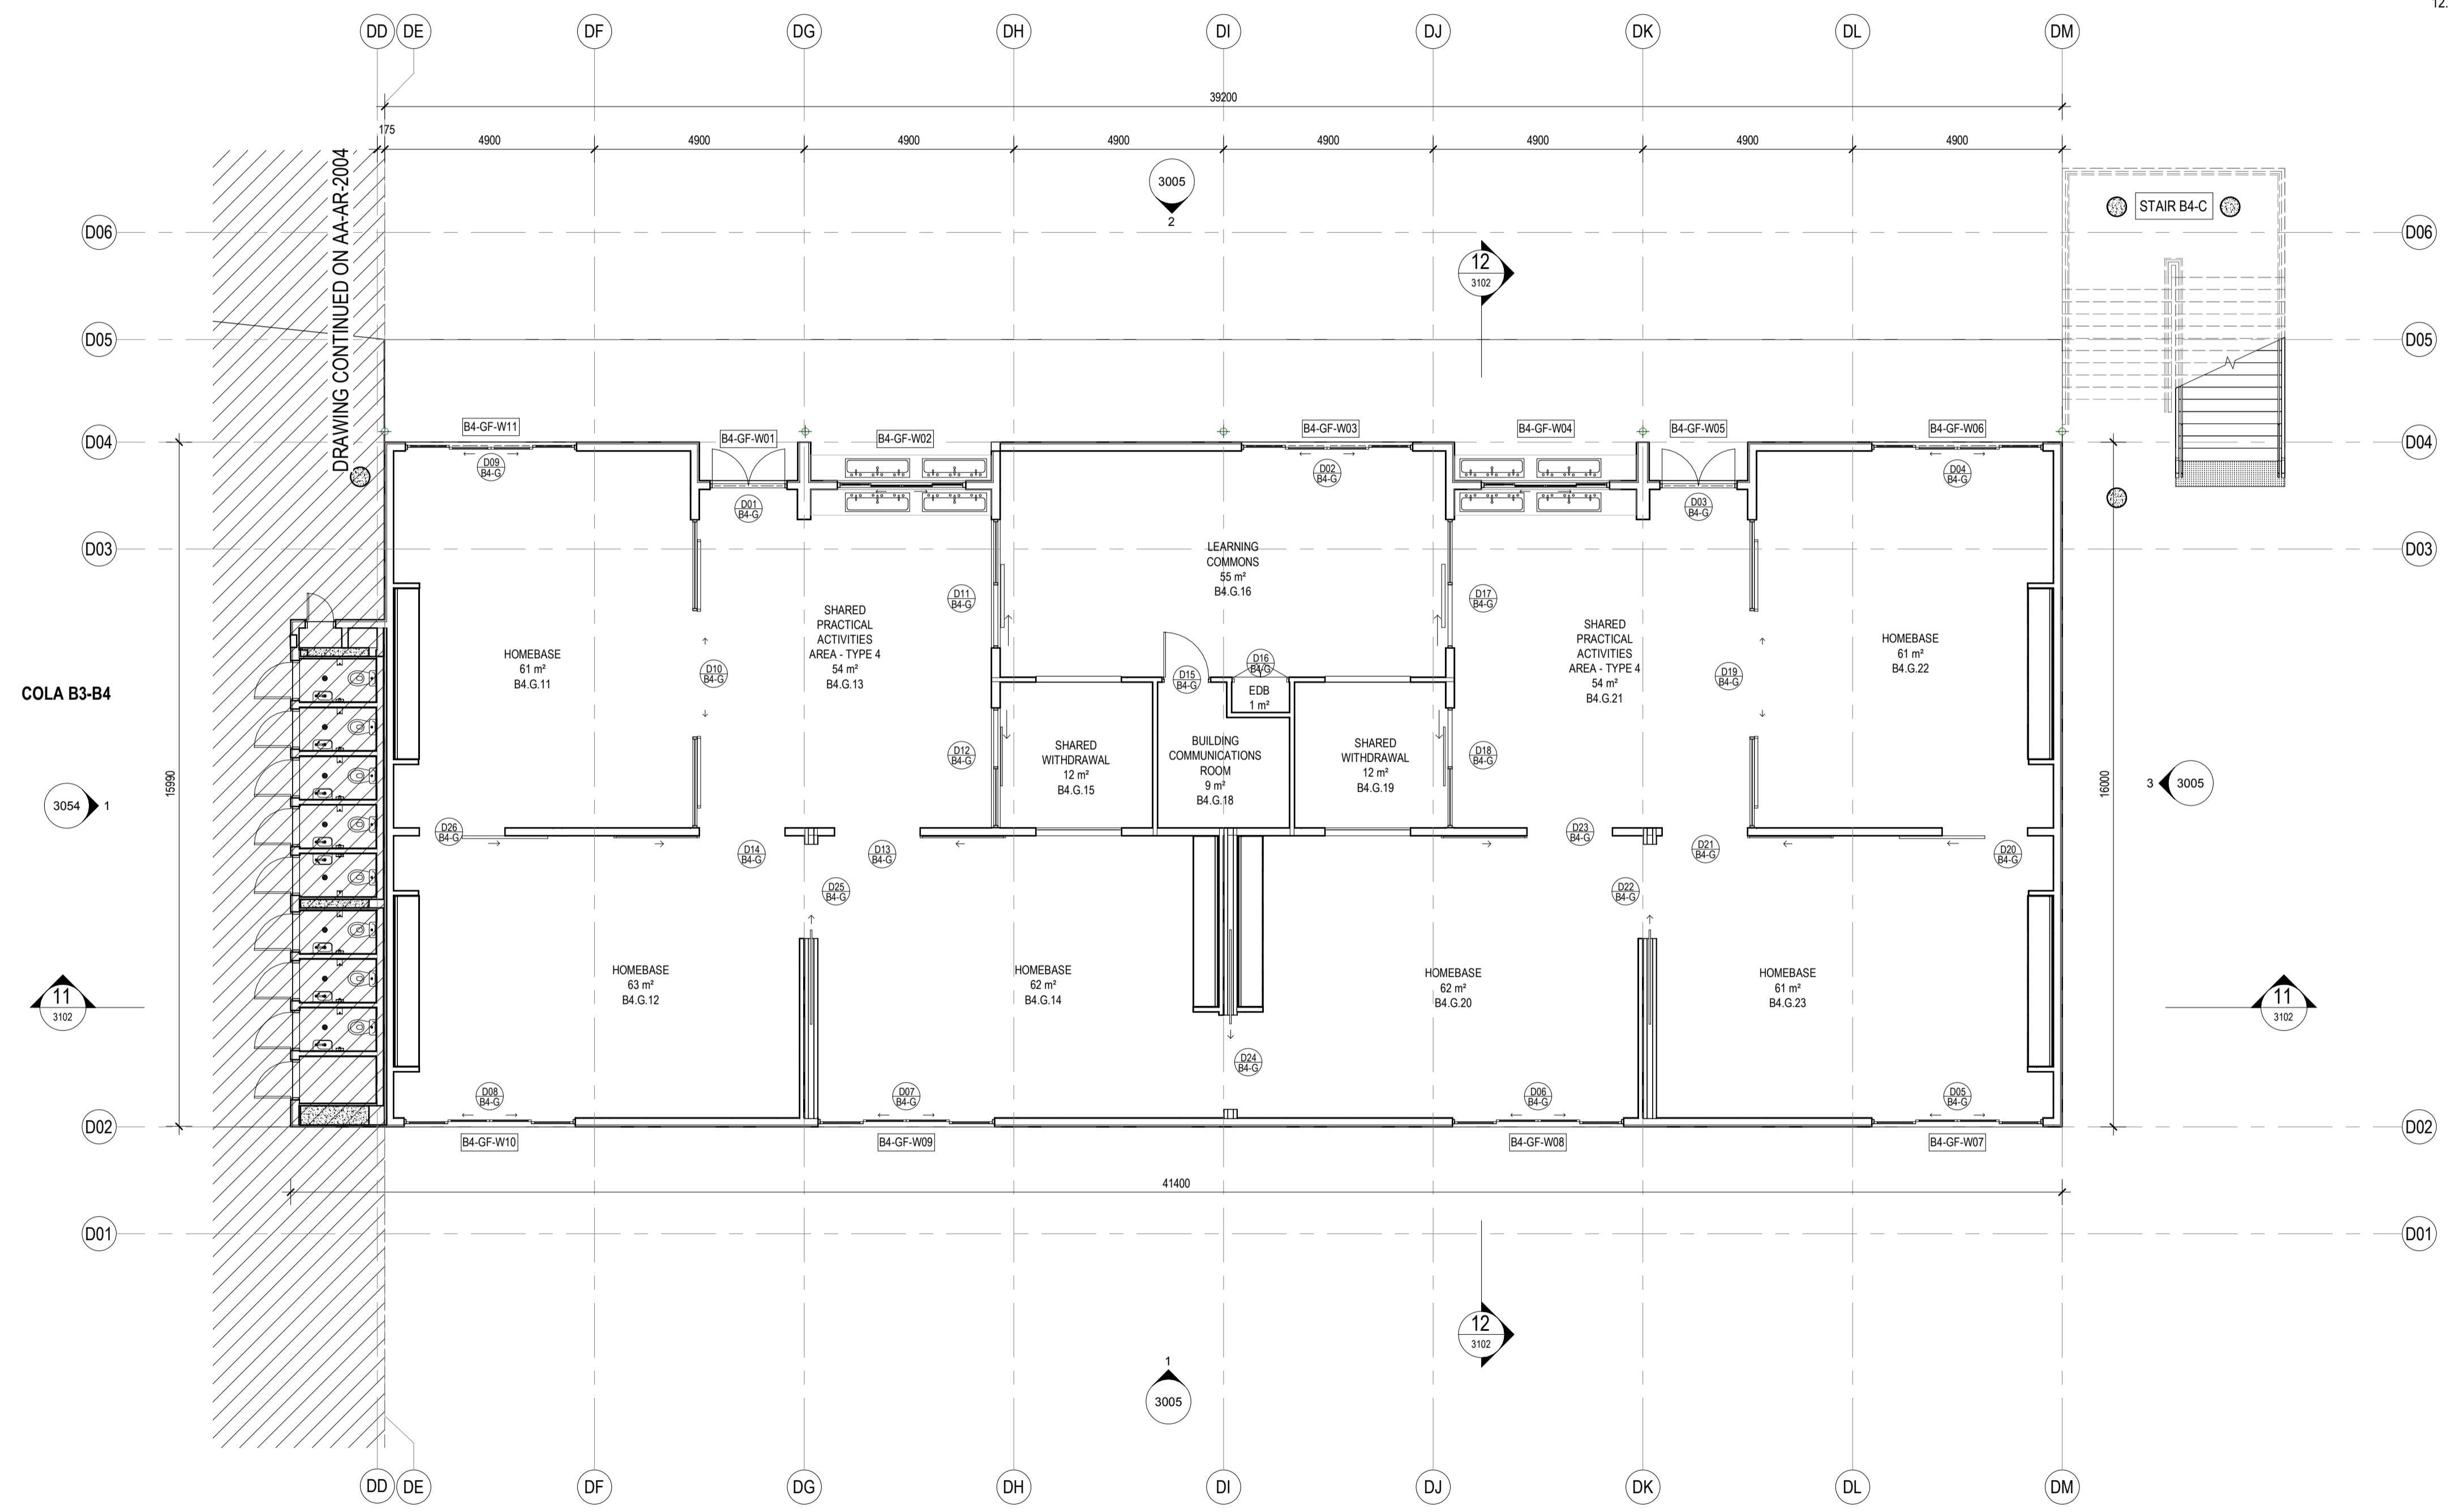 12.
DD DE DF DG DH DI DJ DK DL DM
39200
175
4900 4900 4900 4900 4900 4900 4900 4900
DRAWING CONTINUED ON AA-AR-2004
3005
2
STAIR B4-C
D06 D06
12
3102
D05 D05
B4-GF-W11
B4-GF-W01
B4-GF-W02
B4-GF-W03
B4-GF-W04
B4-GF-W05
B4-GF-W06
D04 D04
D09
B4-G
D02
B4-G
D04
B4-G
D01
B4-G
D03
B4-G
D03 D03
LEARNING
COMMONS
55 m²
B4.G.16
D11
B4-G
D17
B4-G
SHARED
PRACTICAL
ACTIVITIES
AREA - TYPE 4
54 m²
B4.G.13
SHARED
PRACTICAL
ACTIVITIES
AREA - TYPE 4
54 m²
B4.G.21
HOMEBASE
61 m²
B4.G.11
HOMEBASE
61 m²
B4.G.22
D10
B4-G
D15
B4-G
D16
B4-G
D19
B4-G
EDB
1 m²
COLA B3-B4
SHARED
WITHDRAWAL
12 m²
B4.G.15
BUILDING
COMMUNICATIONS
ROOM
9 m²
B4.G.18
SHARED
WITHDRAWAL
12 m²
B4.G.19
D12
B4-G
D18
B4-G
15990
16000
3054
1
3
3005
D26
B4-G
D14
B4-G
D13
B4-G
D23
B4-G
D21
B4-G
D20
B4-G
D25
B4-G
D22
B4-G
HOMEBASE
63 m²
B4.G.12
HOMEBASE
62 m²
B4.G.14
HOMEBASE
62 m²
B4.G.20
HOMEBASE
61 m²
B4.G.23
11
3102
11
3102
D24
B4-G
D08
B4-G
D07
B4-G
D06
B4-G
D05
B4-G
D02 D02
B4-GF-W10
B4-GF-W09
B4-GF-W08
B4-GF-W07
41400
D01 D01
12
3102
1
3005
DD DE DF DG DH DI DJ DK DL DM